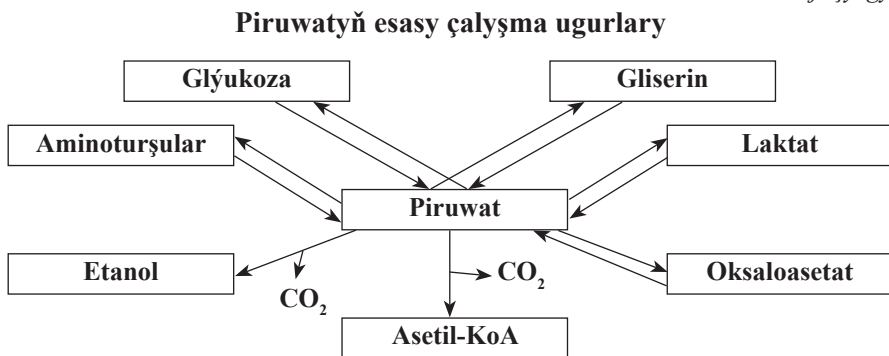 Piruwatyň esasy çalyşma ugurlary
Glýukoza
Gliserin
Aminoturşular
Laktat
Piruwat
Etanol
CO₂
CO₂
Oksaloasetat
Asetil-KoA